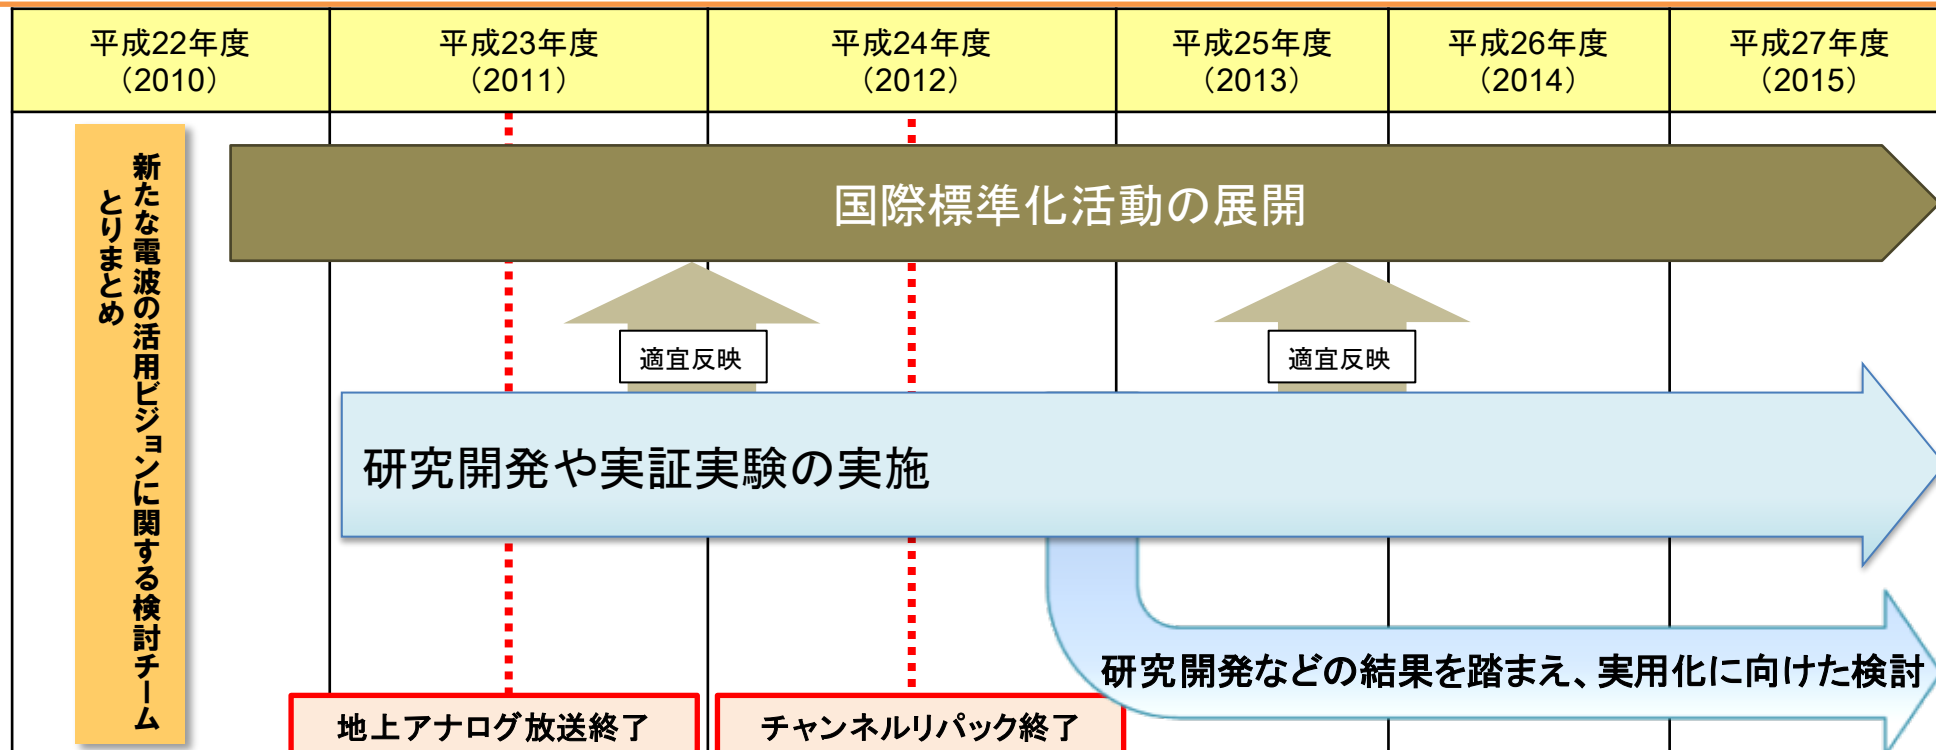 平成22年度
（2010）
平成23年度
（2011）
平成24年度
（2012）
平成25年度
（2013）
平成26年度
（2014）
平成27年度
（2015）
新たな電波の活用ビジョンに関する検討チーム
とりまとめ
国際標準化活動の展開
適宜反映
適宜反映
研究開発や実証実験の実施
研究開発などの結果を踏まえ、実用化に向けた検討
地上アナログ放送終了
チャンネルリパック終了